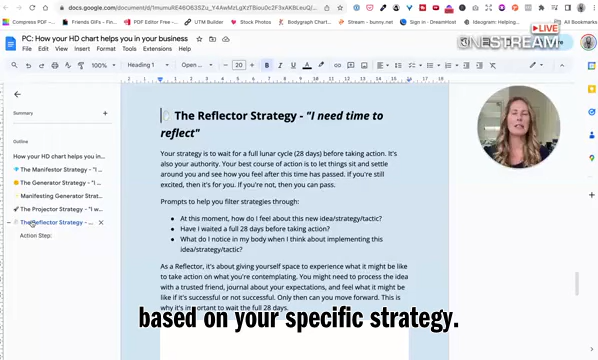 docs.google.com/document/d/1mumuRE46O63SZu_Y4AwMzLgXzTBiouOcZF3xAKBLeuQ/
Compress PDF -
Friends DIFs -
PDF Editor Free -
UTM Builder
Stock Photos
Bodygraph Chart
Stream - bunny.net
Sign in · DreamHost
Ideogram: Helping
All Bookmarks
PC: How your HD chart helps you in your business
File Edit View Insert Format Tools Extensions Help
LIVE
ONESTREAM
100%
Heading 1
Open ...
20
Summary
Outline
How your HD chart helps you in...
The Manifestor Strategy - "I ...
The Generator Strategy - ...
Manifesting Generator Strat...
The Projector Strategy - "I w...
The Reflector Strategy - ...
Action Step:
The Reflector Strategy - "I need time to
reflect"
Your strategy is to wait for a full lunar cycle (28 days) before taking action. It's
also your authority. Your best course of action is to let things sit and settle
around you and see how you feel after this time has passed. If you're still
excited, then it's for you. If you're not, then you can pass.
Prompts to help you filter strategies through:
● At this moment, how do I feel about this new idea/strategy/tactic?
● Have I waited a full 28 days before taking action?
● What do I notice in my body when I think about implementing this
idea/strategy/tactic?
As a Reflector, it's about giving yourself space to experience what it might be
like to take action on what you're contemplating. You might need to process the
idea with a trusted friend, journal about your expectations, and feel what it might be
like if it's successful or not successful. Only then can you move forward. This is
why it's important to wait the full 28 days.
based on your specific strategy.